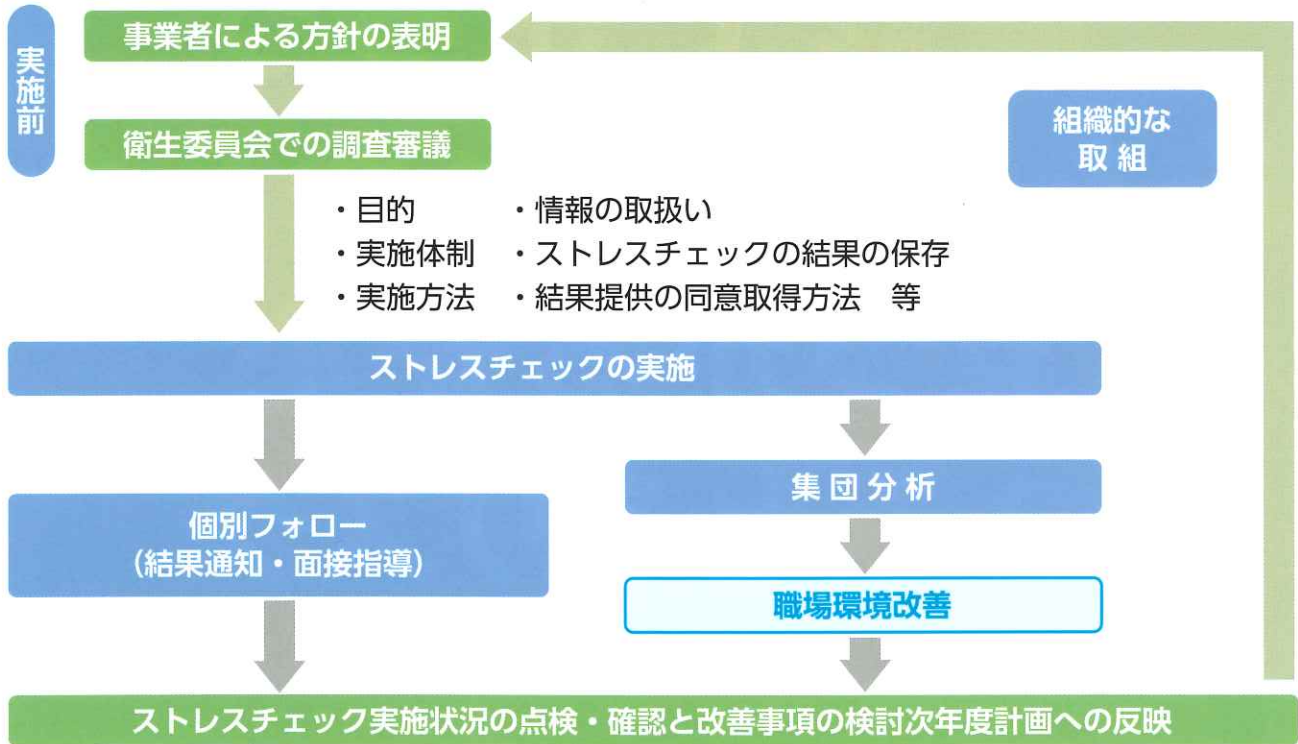 実施前
事業者による方針の表明
衛生委員会での調査審議
組織的な
取組
・目的 ・情報の取扱い
・実施体制 ・ストレスチェックの結果の保存
・実施方法 ・結果提供の同意取得方法 等
ストレスチェックの実施
個別フォロー
(結果通知・面接指導)
集団分析
職場環境改善
ストレスチェック実施状況の点検・確認と改善事項の検討次年度計画への反映